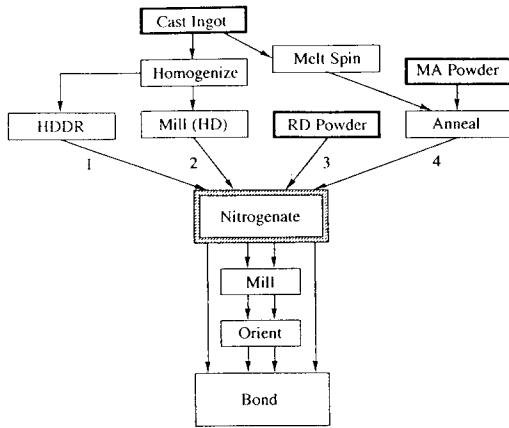 Cast Ingot
Homogenize
Melt Spin
MA Powder
HDDR
Mill (HD)
RD Powder
Anneal
1
2
3
4
Nitrogenate
Mill
Orient
Bond